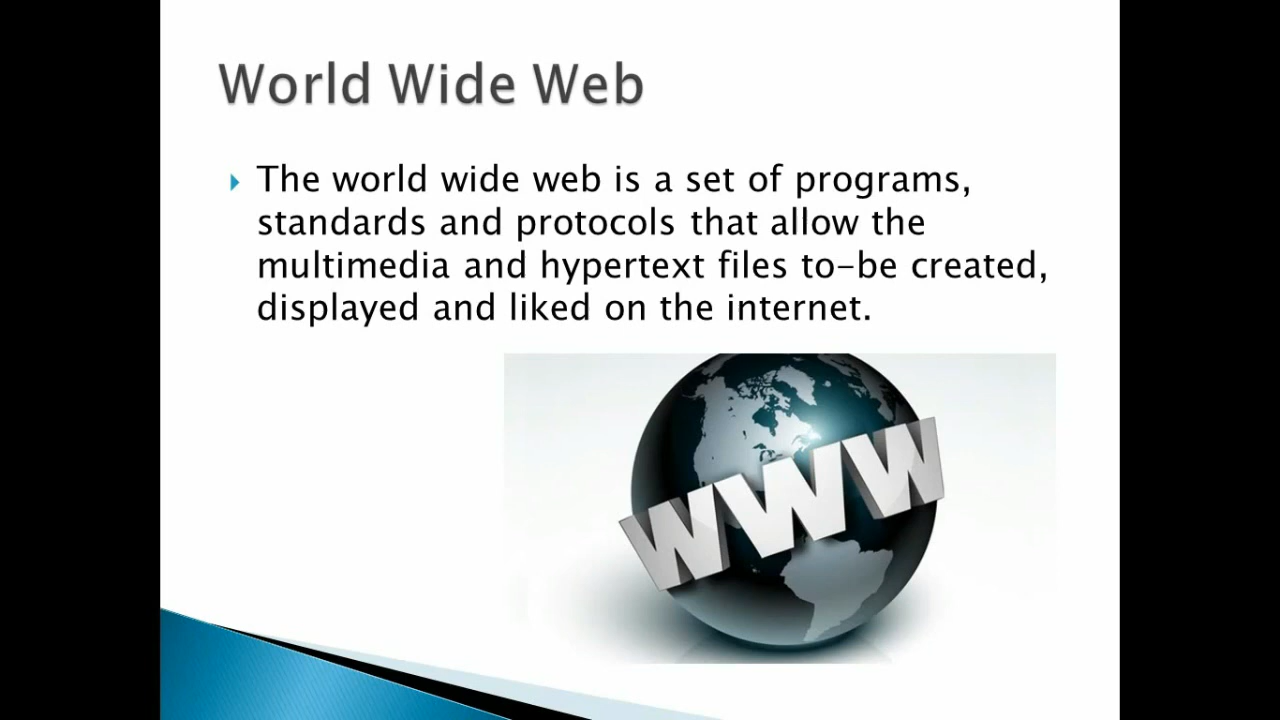 World Wide Web
The world wide web is a set of programs,
standards and protocols that allow the
multimedia and hypertext files to-be created,
displayed and liked on the internet.
WWW